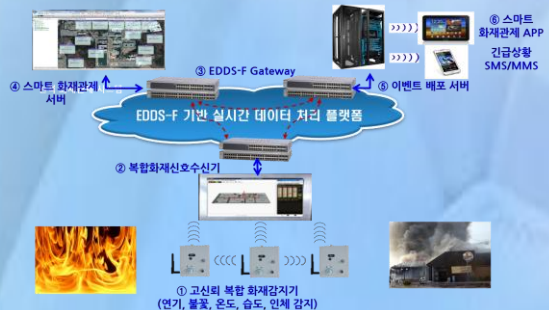 ⑥ 스마트
화재관제 APP
긴급상황
SMS/MMS
③ EDDS-F Gateway
④ 스마트 화재관제
서버
⑤ 이벤트 배포 서버
EDDS-F 기반 실시간 데이터 처리 플랫폼
② 복합화재신호수신기
① 고신뢰 복합 화재감지기
(연기, 불꽃, 온도, 습도, 인체 감지)